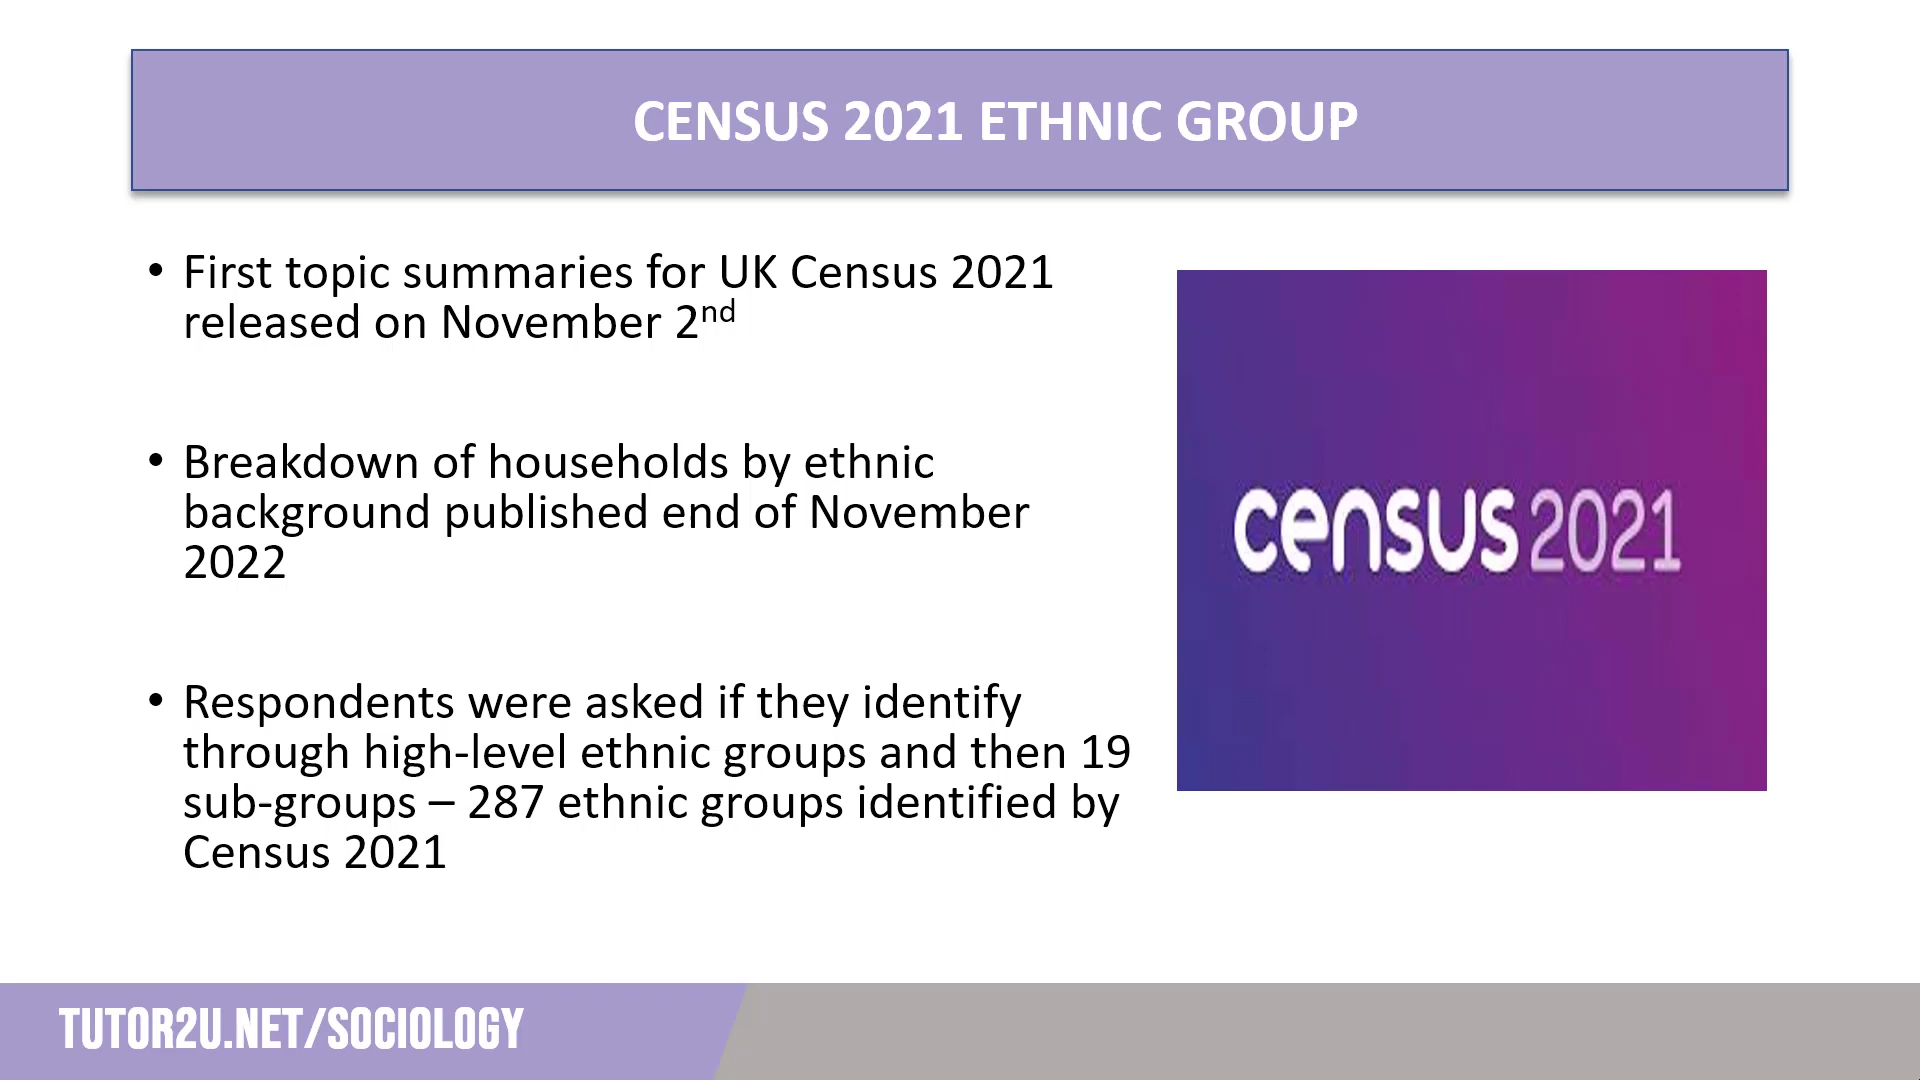 CENSUS 2021 ETHNIC GROUP
• First topic summaries for UK Census 2021
released on November 2nd
• Breakdown of households by ethnic
background published end of November
2022
• Respondents were asked if they identify
through high-level ethnic groups and then 19
sub-groups – 287 ethnic groups identified by
Census 2021
census 2021
TUTOR2U.NET/SOCIOLOGY